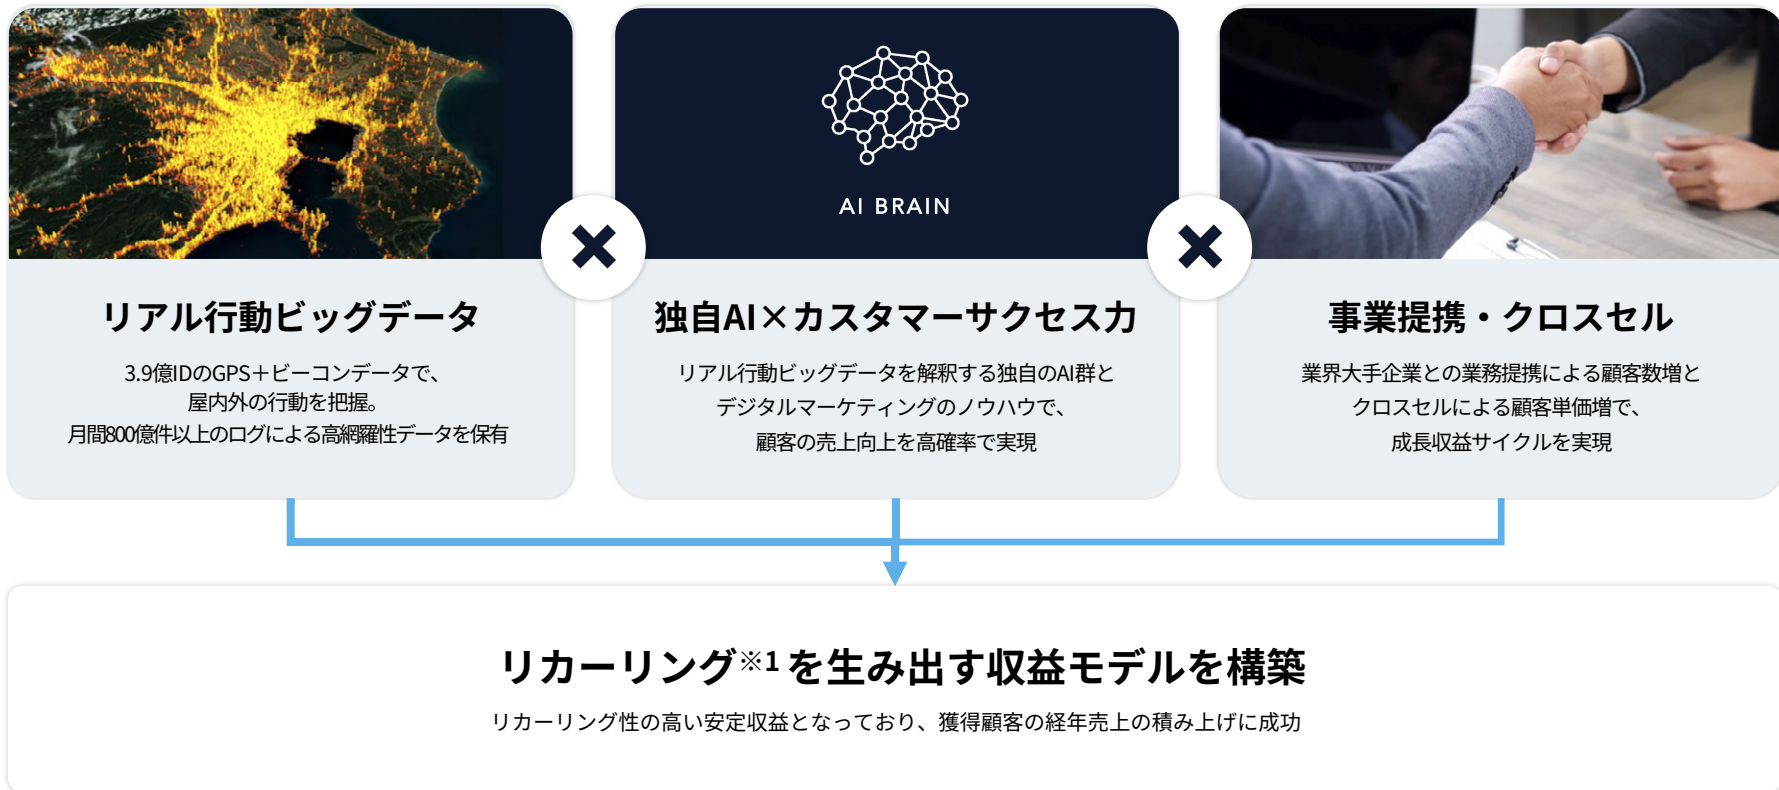 AI BRAIN
リアル行動ビッグデータ
3.9億IDのGPS＋ビーコンデータで、
屋内外の行動を把握。
月間800億件以上のログによる高網羅性データを保有
独自AI×カスタマーサクセス力
リアル行動ビッグデータを解釈する独自のAI群と
デジタルマーケティングのノウハウで、
顧客の売上向上を高確率で実現
事業提携・クロスセル
業界大手企業との業務提携による顧客数増と
クロスセルによる顧客単価増で、
成長収益サイクルを実現
リカーリング※1 を生み出す収益モデルを構築
リカーリング性の高い安定収益となっており、獲得顧客の経年売上の積み上げに成功